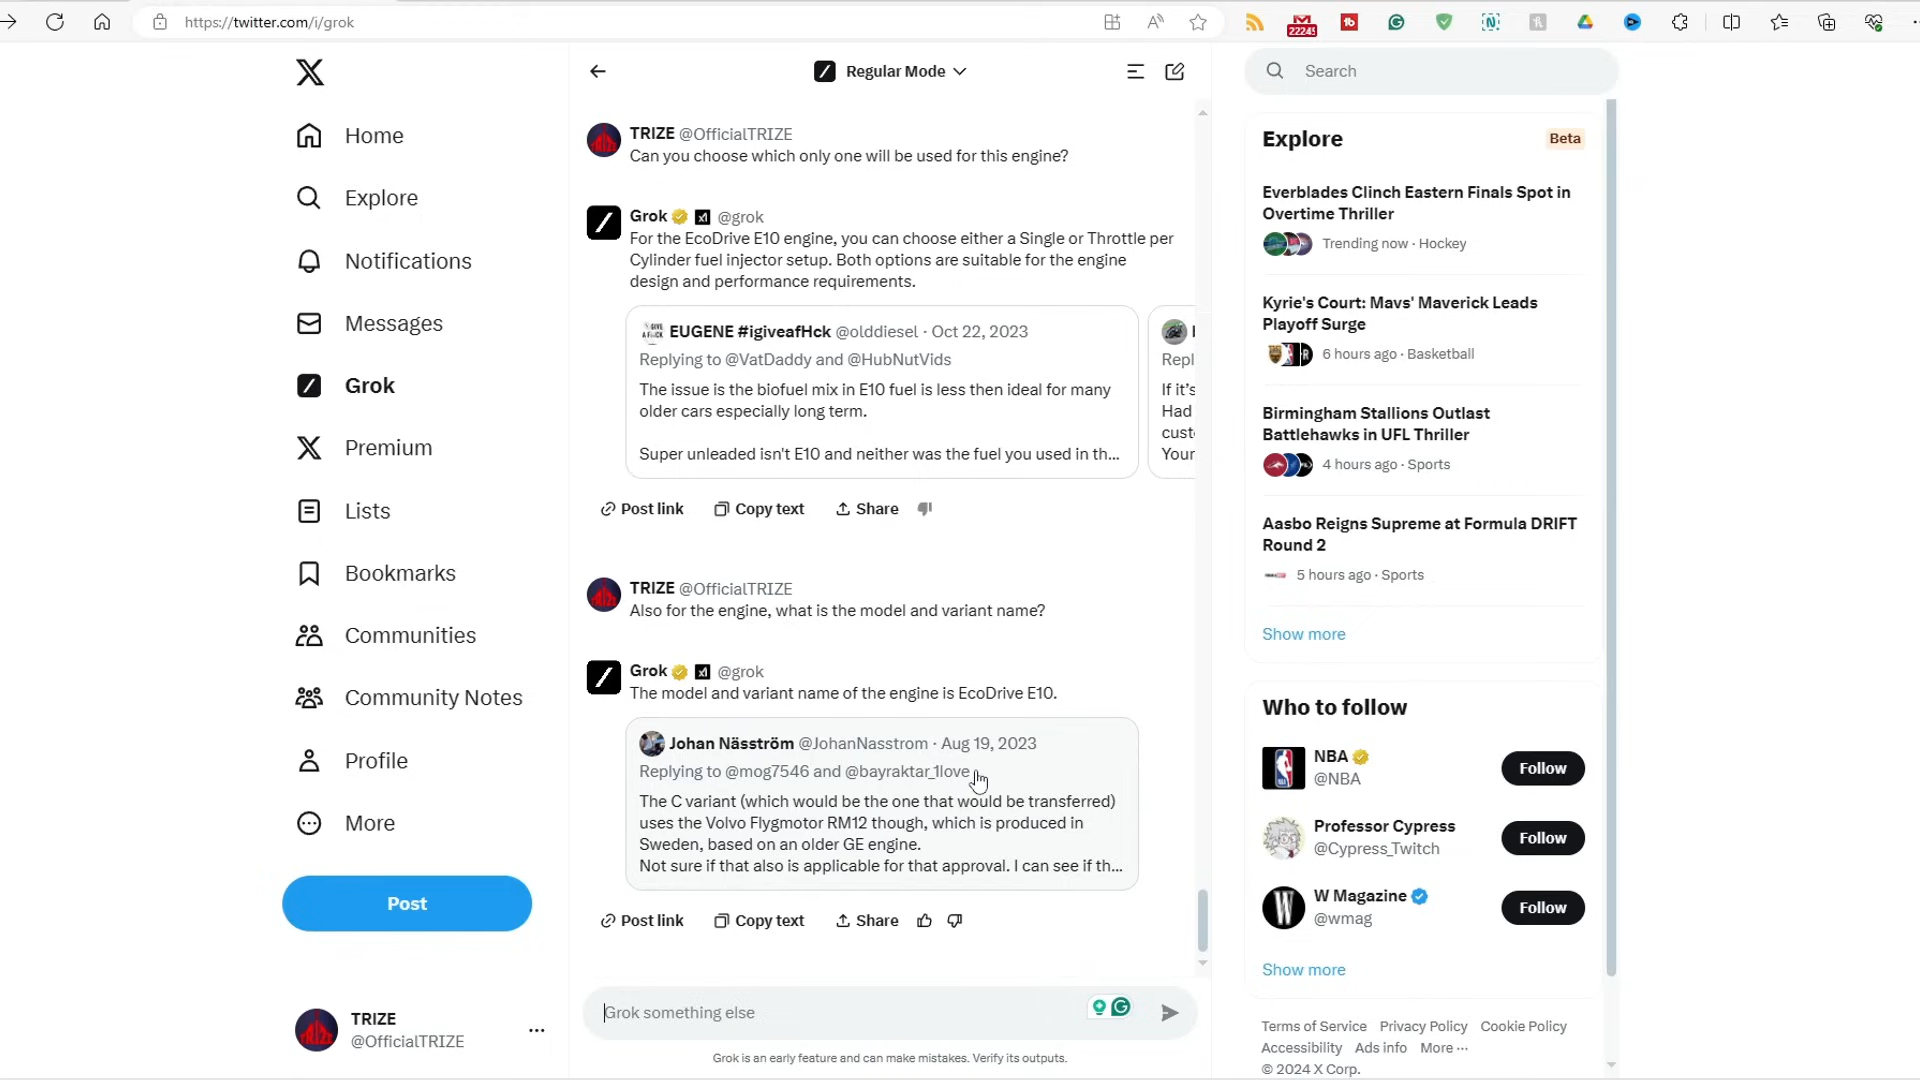 https://twitter.com/i/grok
22245
Home
Explore
Notifications
Messages
Grok
Premium
Lists
Bookmarks
Communities
Community Notes
Profile
More
Post
TRIZE
@OfficialTRIZE
Regular Mode
TRIZE @OfficialTRIZE
Can you choose which only one will be used for this engine?
Grok @grok
For the EcoDrive E10 engine, you can choose either a Single or Throttle per
Cylinder fuel injector setup. Both options are suitable for the engine
design and performance requirements.
EUGENE #igiveafHck @olddiesel · Oct 22, 2023
Replying to @VatDaddy and @HubNutVids
The issue is the biofuel mix in E10 fuel is less then ideal for many
older cars especially long term.
Super unleaded isn't E10 and neither was the fuel you used in th...
Repl
If it's
Had
cust
Your
Post link Copy text Share
TRIZE @OfficialTRIZE
Also for the engine, what is the model and variant name?
Grok @grok
The model and variant name of the engine is EcoDrive E10.
Johan Näsström @JohanNasstrom · Aug 19, 2023
Replying to @mog7546 and @bayraktar_1love
The C variant (which would be the one that would be transferred)
uses the Volvo Flygmotor RM12 though, which is produced in
Sweden, based on an older GE engine.
Not sure if that also is applicable for that approval. I can see if th...
Post link Copy text Share
Grok something else
Grok is an early feature and can make mistakes. Verify its outputs.
Search
Explore Beta
Everblades Clinch Eastern Finals Spot in
Overtime Thriller
Trending now · Hockey
Kyrie's Court: Mavs' Maverick Leads
Playoff Surge
6 hours ago · Basketball
Birmingham Stallions Outlast
Battlehawks in UFL Thriller
4 hours ago · Sports
Aasbo Reigns Supreme at Formula DRIFT
Round 2
5 hours ago · Sports
Show more
Who to follow
NBA
@NBA
Follow
Professor Cypress
@Cypress_Twitch
Follow
W Magazine
@wmag
Follow
Show more
Terms of Service Privacy Policy Cookie Policy
Accessibility Ads info More ···
© 2024 X Corp.